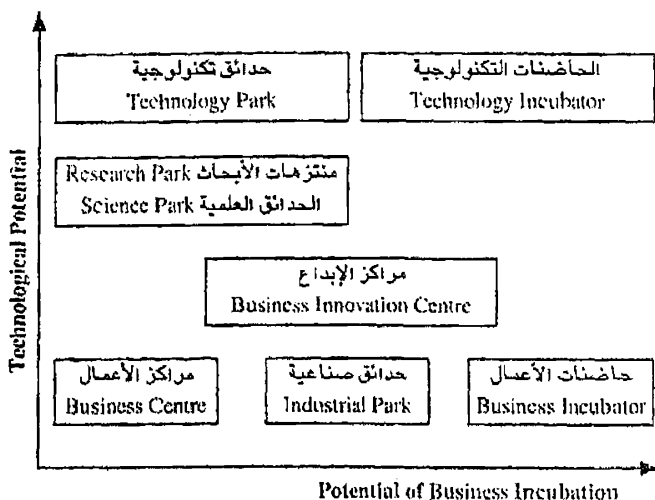 Technological Potential
حدائق تكنولوجية
Technology Park
الحاضنات التكنولوجية
Technology Incubator
منتزهات الأبحاث Research Park
الحدائق العلمية Science Park
مراكز الإبداع
Business Innovation Centre
مراكز الأعمال
Business Centre
حدائق صناعية
Industrial Park
حاضنات الأعمال
Business Incubator
Potential of Business Incubation